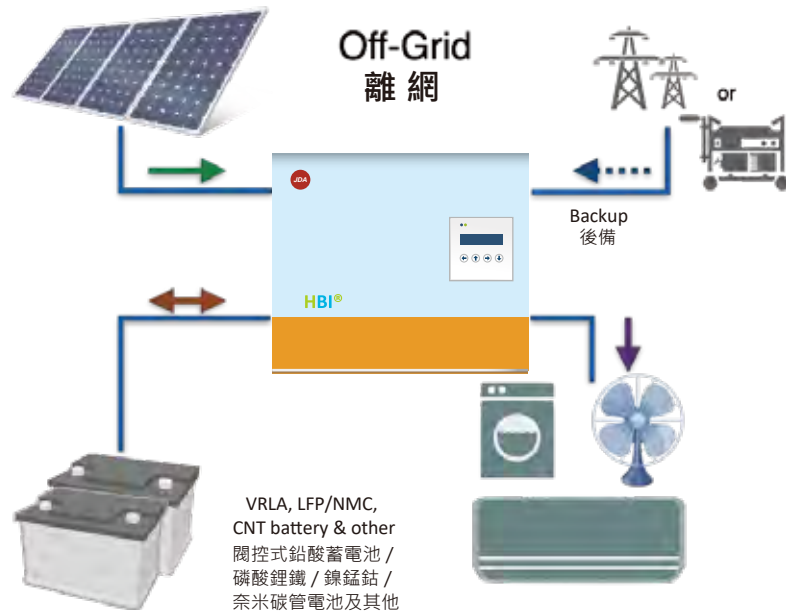 Off-Grid
離網
or
JDA
Backup
後備
HBI®
VRLA, LFP/NMC,
CNT battery & other
閥控式鉛酸蓄電池 /
磷酸鋰鐵 / 鎳錳鈷 /
奈米碳管電池及其他